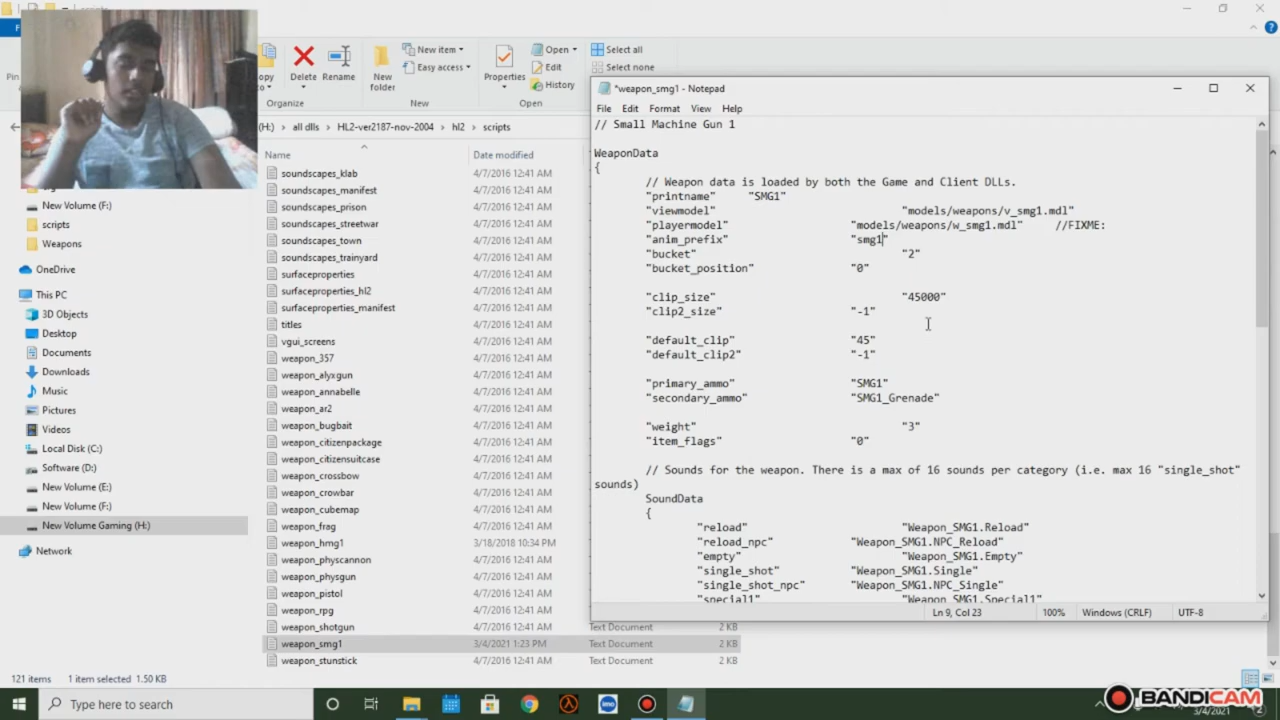 scripts
Copy
Delete
Rename
New folder
New item
Easy access
Properties
Open
Edit
History
Select all
Select none
Organize
New
Open
(H:) > all dlls > HL2-ver2187-nov-2004 > hl2 > scripts
Name
Date modified
New Volume (F:)
scripts
Weapons
OneDrive
This PC
3D Objects
Desktop
Documents
Downloads
Music
Pictures
Videos
Local Disk (C:)
Software (D:)
New Volume (E:)
New Volume (F:)
New Volume Gaming (H:)
Network
soundscapes_klab 4/7/2016 12:41 AM
soundscapes_manifest 4/7/2016 12:41 AM
soundscapes_prison 4/7/2016 12:41 AM
soundscapes_streetwar 4/7/2016 12:41 AM
soundscapes_town 4/7/2016 12:41 AM
soundscapes_trainyard 4/7/2016 12:41 AM
surfaceproperties 4/7/2016 12:41 AM
surfaceproperties_hl2 4/7/2016 12:41 AM
surfaceproperties_manifest 4/7/2016 12:41 AM
titles 4/7/2016 12:41 AM
vgui_screens 4/7/2016 12:41 AM
weapon_357 4/7/2016 12:41 AM
weapon_alyxgun 4/7/2016 12:41 AM
weapon_annabelle 4/7/2016 12:41 AM
weapon_ar2 4/7/2016 12:41 AM
weapon_bugbait 4/7/2016 12:41 AM
weapon_citizenpackage 4/7/2016 12:41 AM
weapon_citizensuitcase 4/7/2016 12:41 AM
weapon_crossbow 4/7/2016 12:41 AM
weapon_crowbar 4/7/2016 12:41 AM
weapon_cubemap 4/7/2016 12:41 AM
weapon_frag 4/7/2016 12:41 AM
weapon_hmg1 3/18/2018 10:34 PM
weapon_physcannon 4/7/2016 12:41 AM
weapon_physgun 4/7/2016 12:41 AM
weapon_pistol 4/7/2016 12:41 AM
weapon_rpg 4/7/2016 12:41 AM
weapon_shotgun 4/7/2016 12:41 AM Text Document 2 KB
weapon_smg1 3/4/2021 1:23 PM Text Document 2 KB
weapon_stunstick 4/7/2016 12:41 AM Text Document 2 KB
121 items 1 item selected 1.50 KB
*weapon_smg1 - Notepad
File Edit Format View Help
// Small Machine Gun 1
WeaponData
{
// Weapon data is loaded by both the Game and Client DLLs.
"printname" "SMG1"
"viewmodel" "models/weapons/v_smg1.mdl"
"playermodel" "models/weapons/w_smg1.mdl" //FIXME:
"anim_prefix" "smg1"
"bucket" "2"
"bucket_position" "0"
"clip_size" "45000"
"clip2_size" "-1"
"default_clip" "45"
"default_clip2" "-1"
"primary_ammo" "SMG1"
"secondary_ammo" "SMG1_Grenade"
"weight" "3"
"item_flags" "0"
// Sounds for the weapon. There is a max of 16 sounds per category (i.e. max 16 "single_shot"
sounds)
SoundData
{
"reload" "Weapon_SMG1.Reload"
"reload_npc" "Weapon_SMG1.NPC_Reload"
"empty" "Weapon_SMG1.Empty"
"single_shot" "Weapon_SMG1.Single"
"single_shot_npc" "Weapon_SMG1.NPC_Single"
"special1" "Weapon_SMG1.Special1"
Ln 9, Col 23 100% Windows (CRLF) UTF-8
Type here to search
imo
3/4/2021
2
BANDICAM